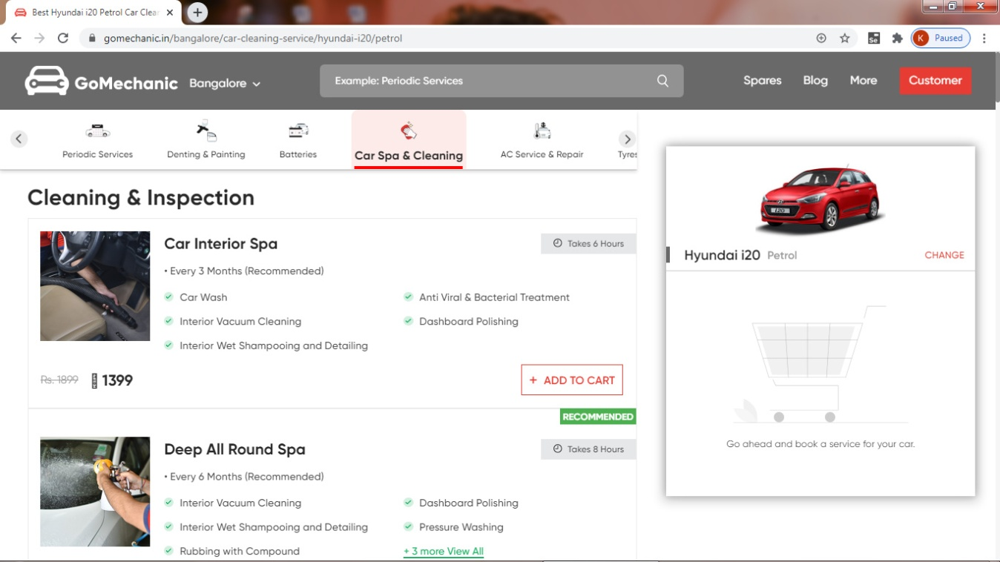 Best Hyundai i20 Petrol Car Clea
gomechanic.in/bangalore/car-cleaning-service/hyundai-i20/petrol
Se
K Paused
GoMechanic Bangalore
Example: Periodic Services
Spares Blog More Customer
Periodic Services Denting & Painting Batteries Car Spa & Cleaning AC Service & Repair Tyres
Cleaning & Inspection
Car Interior Spa
Takes 6 Hours
• Every 3 Months (Recommended)
Car Wash Anti Viral & Bacterial Treatment
Interior Vacuum Cleaning Dashboard Polishing
Interior Wet Shampooing and Detailing
Rs. 1899 1399
+ ADD TO CART
RECOMMENDED
Deep All Round Spa
Takes 8 Hours
• Every 6 Months (Recommended)
Interior Vacuum Cleaning Dashboard Polishing
Interior Wet Shampooing and Detailing Pressure Washing
Rubbing with Compound + 3 more View All
i20
Hyundai i20 Petrol CHANGE
Go ahead and book a service for your car.